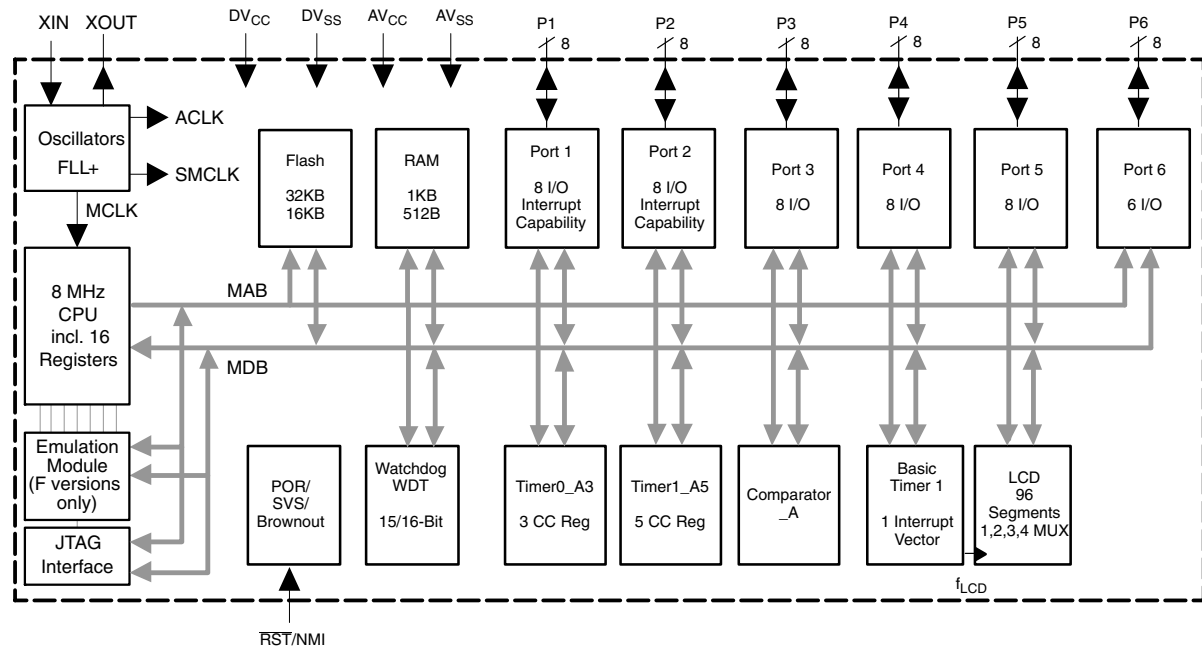 XIN XOUT DVCC DVSS AVCC AVSS P1 P2 P3 P4 P5 P6
8 8 8 8 8 8
Oscillators
FLL+
ACLK
SMCLK
MCLK
Flash
32KB
16KB
RAM
1KB
512B
Port 1
8 I/O
Interrupt
Capability
Port 2
8 I/O
Interrupt
Capability
Port 3
8 I/O
Port 4
8 I/O
Port 5
8 I/O
Port 6
6 I/O
8 MHz
CPU
incl. 16
Registers
MAB
MDB
Emulation
Module
(F versions
only)
JTAG
Interface
POR/
SVS/
Brownout
Watchdog
WDT
15/16-Bit
Timer0_A3
3 CC Reg
Timer1_A5
5 CC Reg
Comparator
_A
Basic
Timer 1
1 Interrupt
Vector
LCD
96
Segments
1,2,3,4 MUX
fLCD
RST/NMI